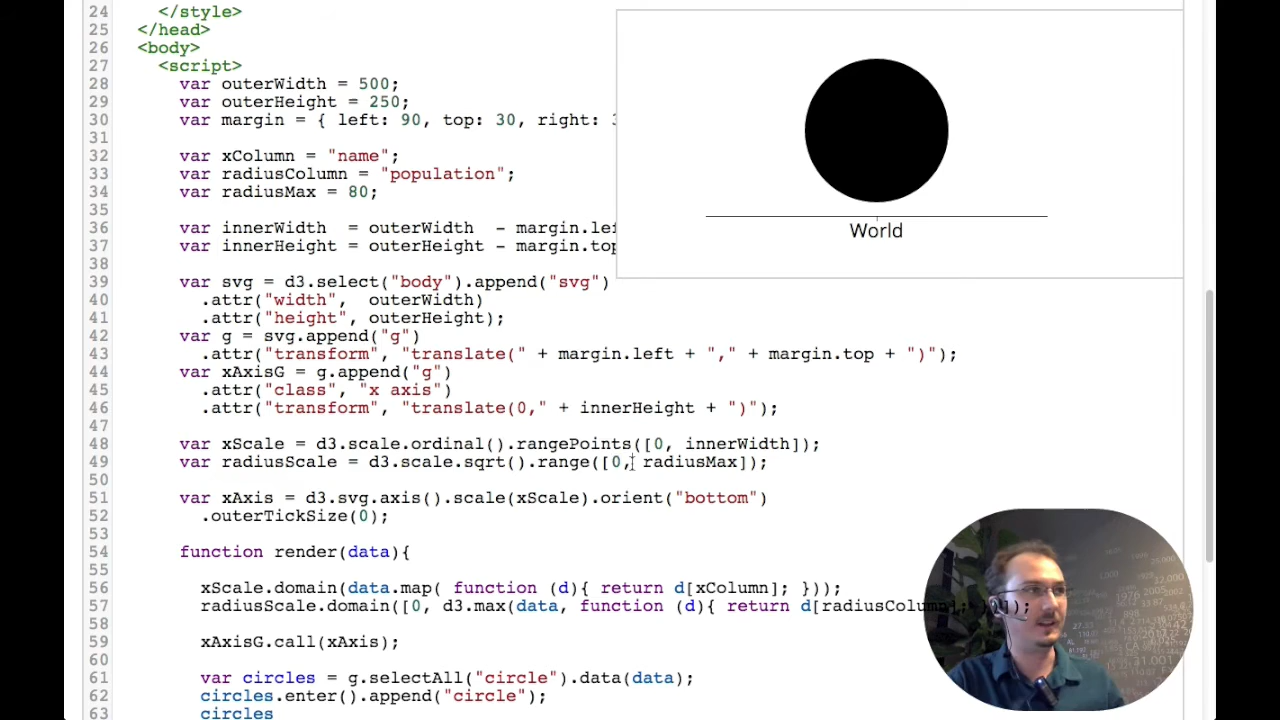 24 </style>
25 </head>
26 <body>
27 <script>
28 var outerWidth = 500;
29 var outerHeight = 250;
30 var margin = { left: 90, top: 30, right:
31
32 var xColumn = "name";
33 var radiusColumn = "population";
34 var radiusMax = 80;
35
36 var innerWidth  = outerWidth  - margin.lef
37 var innerHeight = outerHeight - margin.top
38
39 var svg = d3.select("body").append("svg")
40 .attr("width",  outerWidth)
41 .attr("height", outerHeight);
42 var g = svg.append("g")
43 .attr("transform", "translate(" + margin.left + "," + margin.top + ")");
44 var xAxisG = g.append("g")
45 .attr("class", "x axis")
46 .attr("transform", "translate(0," + innerHeight + ")");
47
48 var xScale = d3.scale.ordinal().rangePoints([0, innerWidth]);
49 var radiusScale = d3.scale.sqrt().range([0, radiusMax]);
50
51 var xAxis = d3.svg.axis().scale(xScale).orient("bottom")
52 .outerTickSize(0);
53
54 function render(data){
55
56 xScale.domain(data.map( function (d){ return d[xColumn]; }));
57 radiusScale.domain([0, d3.max(data, function (d){ return d[radiusColumn]; })]);
58
59 xAxisG.call(xAxis);
60
61 var circles = g.selectAll("circle").data(data);
62 circles.enter().append("circle");
63 circles
World